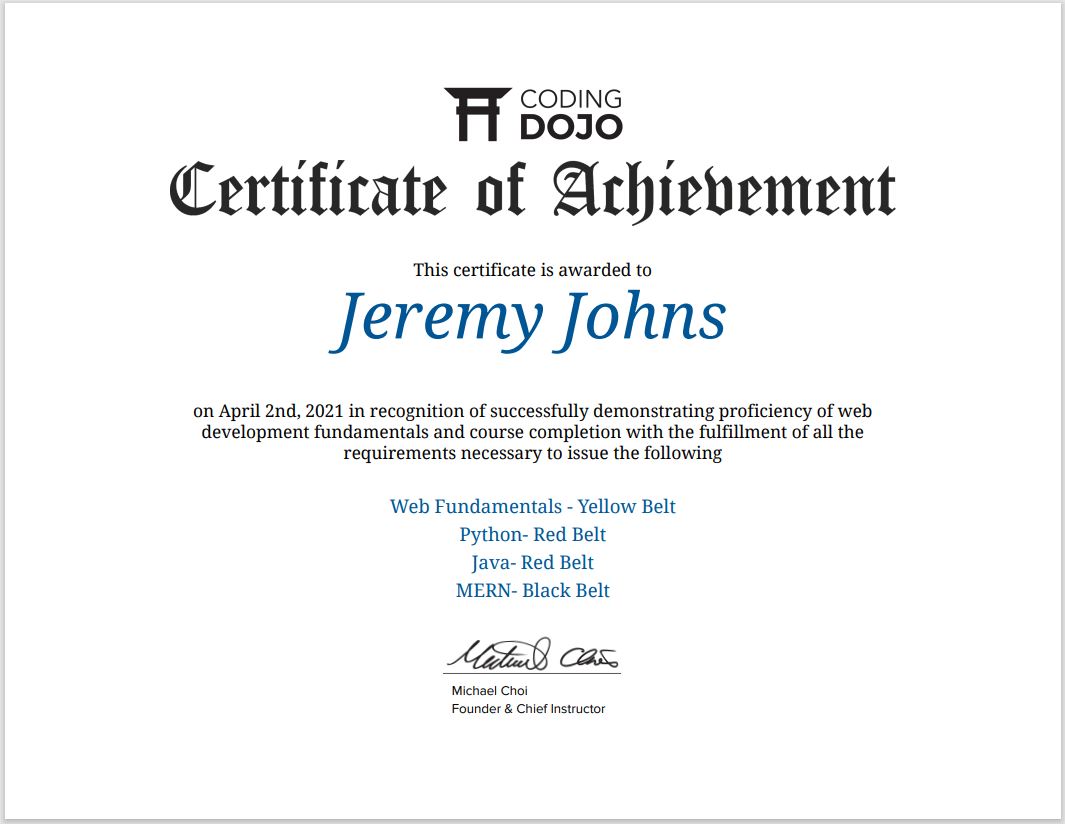 CODING
DOJO
Certificate of Achievement
This certificate is awarded to
Jeremy Johns
on April 2nd, 2021 in recognition of successfully demonstrating proficiency of web
development fundamentals and course completion with the fulfillment of all the
requirements necessary to issue the following
Web Fundamentals - Yellow Belt
Python- Red Belt
Java- Red Belt
MERN- Black Belt
Michael Choi
Michael Choi
Founder & Chief Instructor